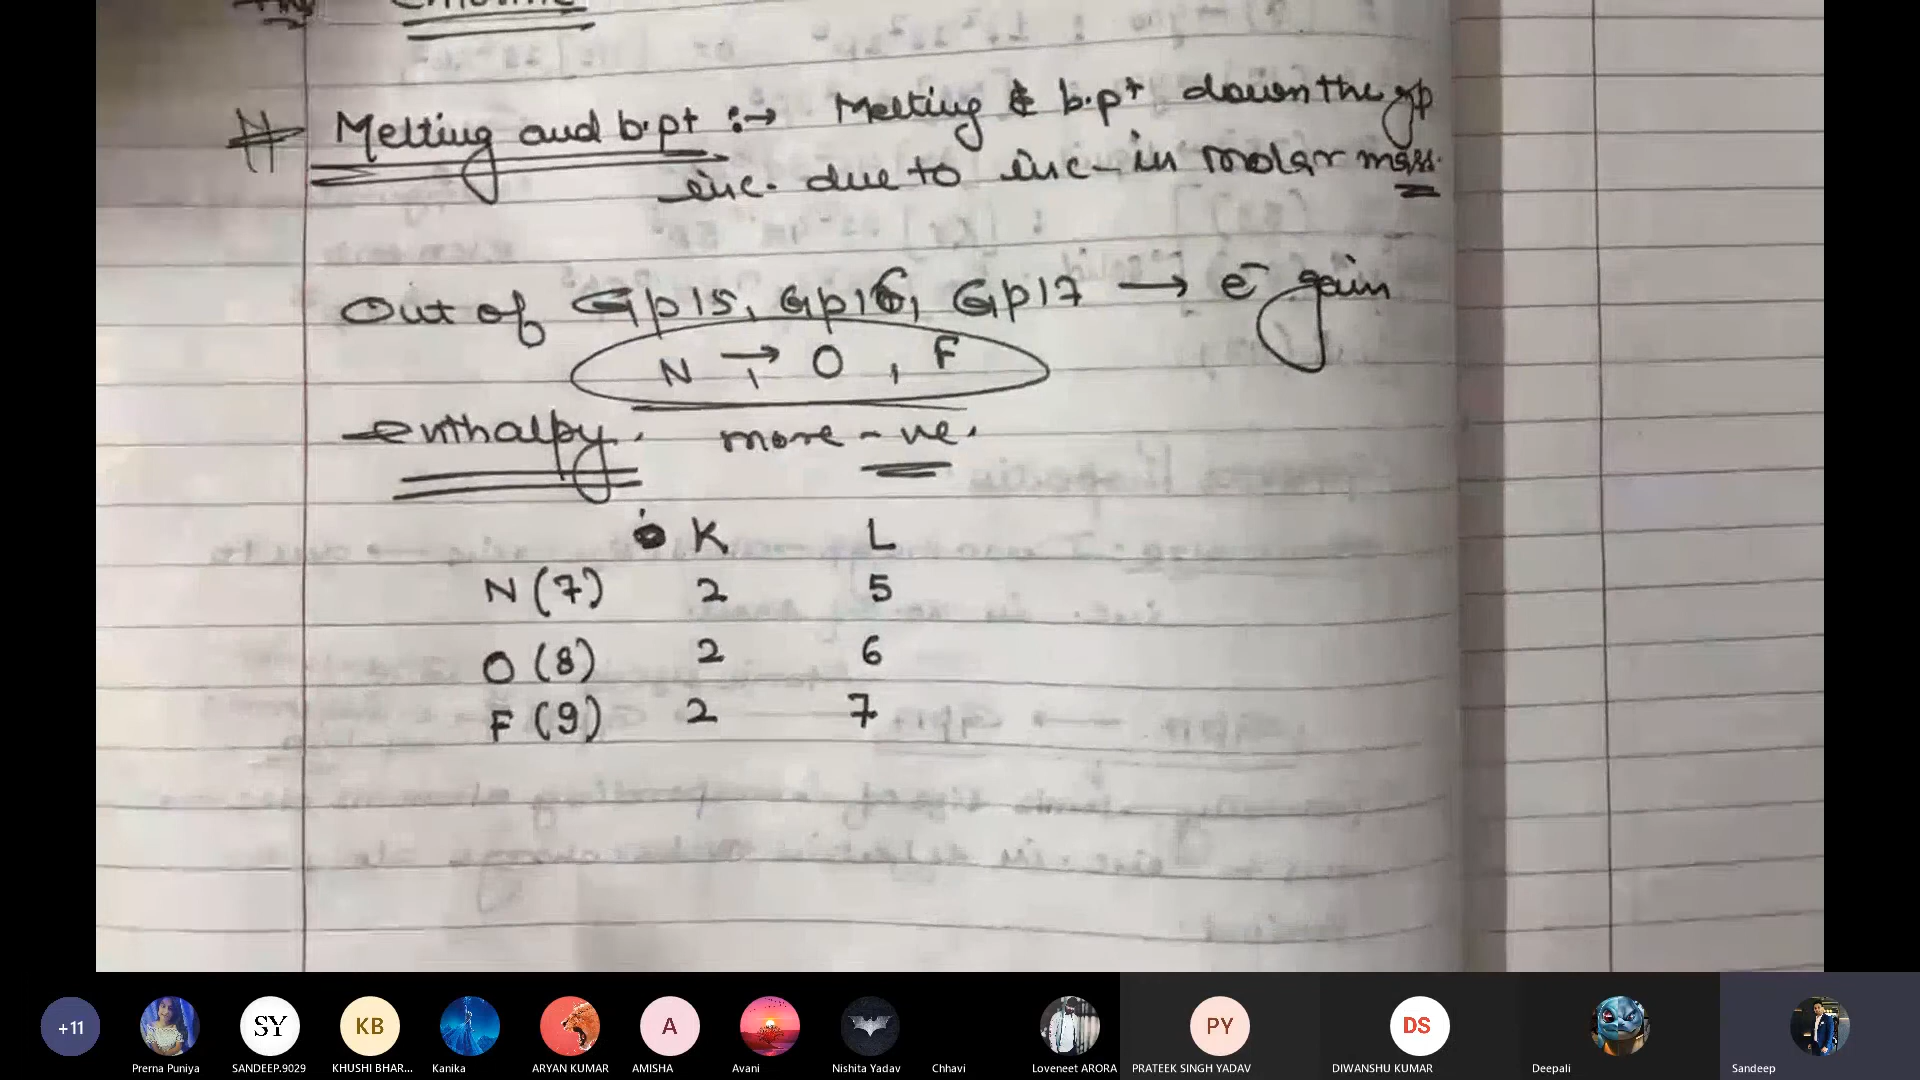 Melting and b.pt :→ Melting & b.pt down the gp
inc. due to inc- in molar mass.
Out of Gp15, Gp16, Gp17 → e⁻ gain
N → , O , F
enthalpy. more -ve.
K L
N (7) 2 5
O (8) 2 6
F (9) 2 7
+11
SY
KB
A
PY
DS
Prerna Puniya
SANDEEP.9029
KHUSHI BHAR...
Kanika
ARYAN KUMAR
AMISHA
Avani
Nishita Yadav
Chhavi
Loveneet ARORA
PRATEEK SINGH YADAV
DIWANSHU KUMAR
Deepali
Sandeep